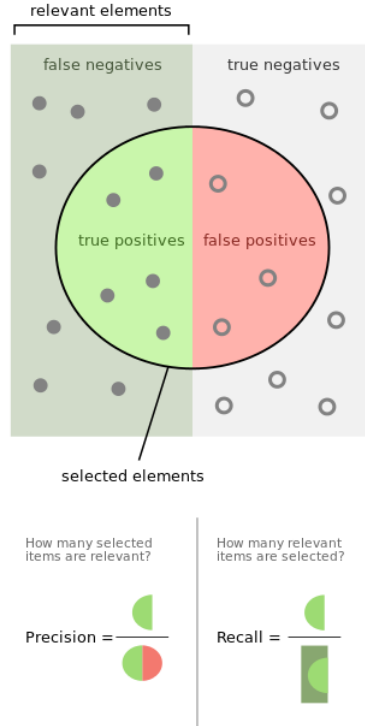 relevant elements
false negatives
true negatives
true positives
false positives
selected elements
How many selected
items are relevant?
How many relevant
items are selected?
Precision =
Recall =